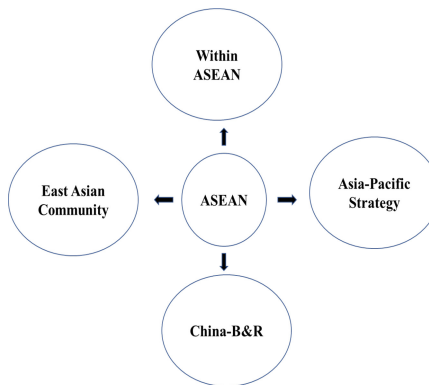 Within
ASEAN
East Asian
Community
ASEAN
Asia-Pacific
Strategy
China-B&R